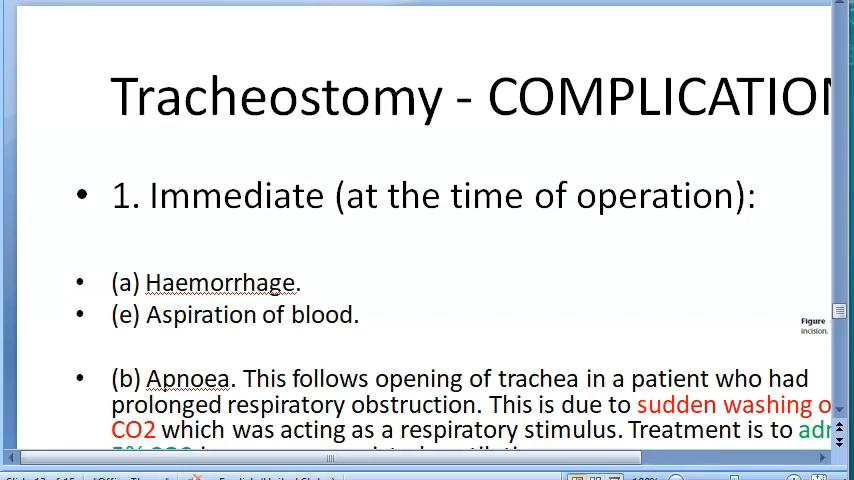 Tracheostomy - COMPLICATION
• 1. Immediate (at the time of operation):
• (a) Haemorrhage.
• (e) Aspiration of blood.
Figure
incision.
• (b) Apnoea. This follows opening of trachea in a patient who had
prolonged respiratory obstruction. This is due to sudden washing o
CO2 which was acting as a respiratory stimulus. Treatment is to adr